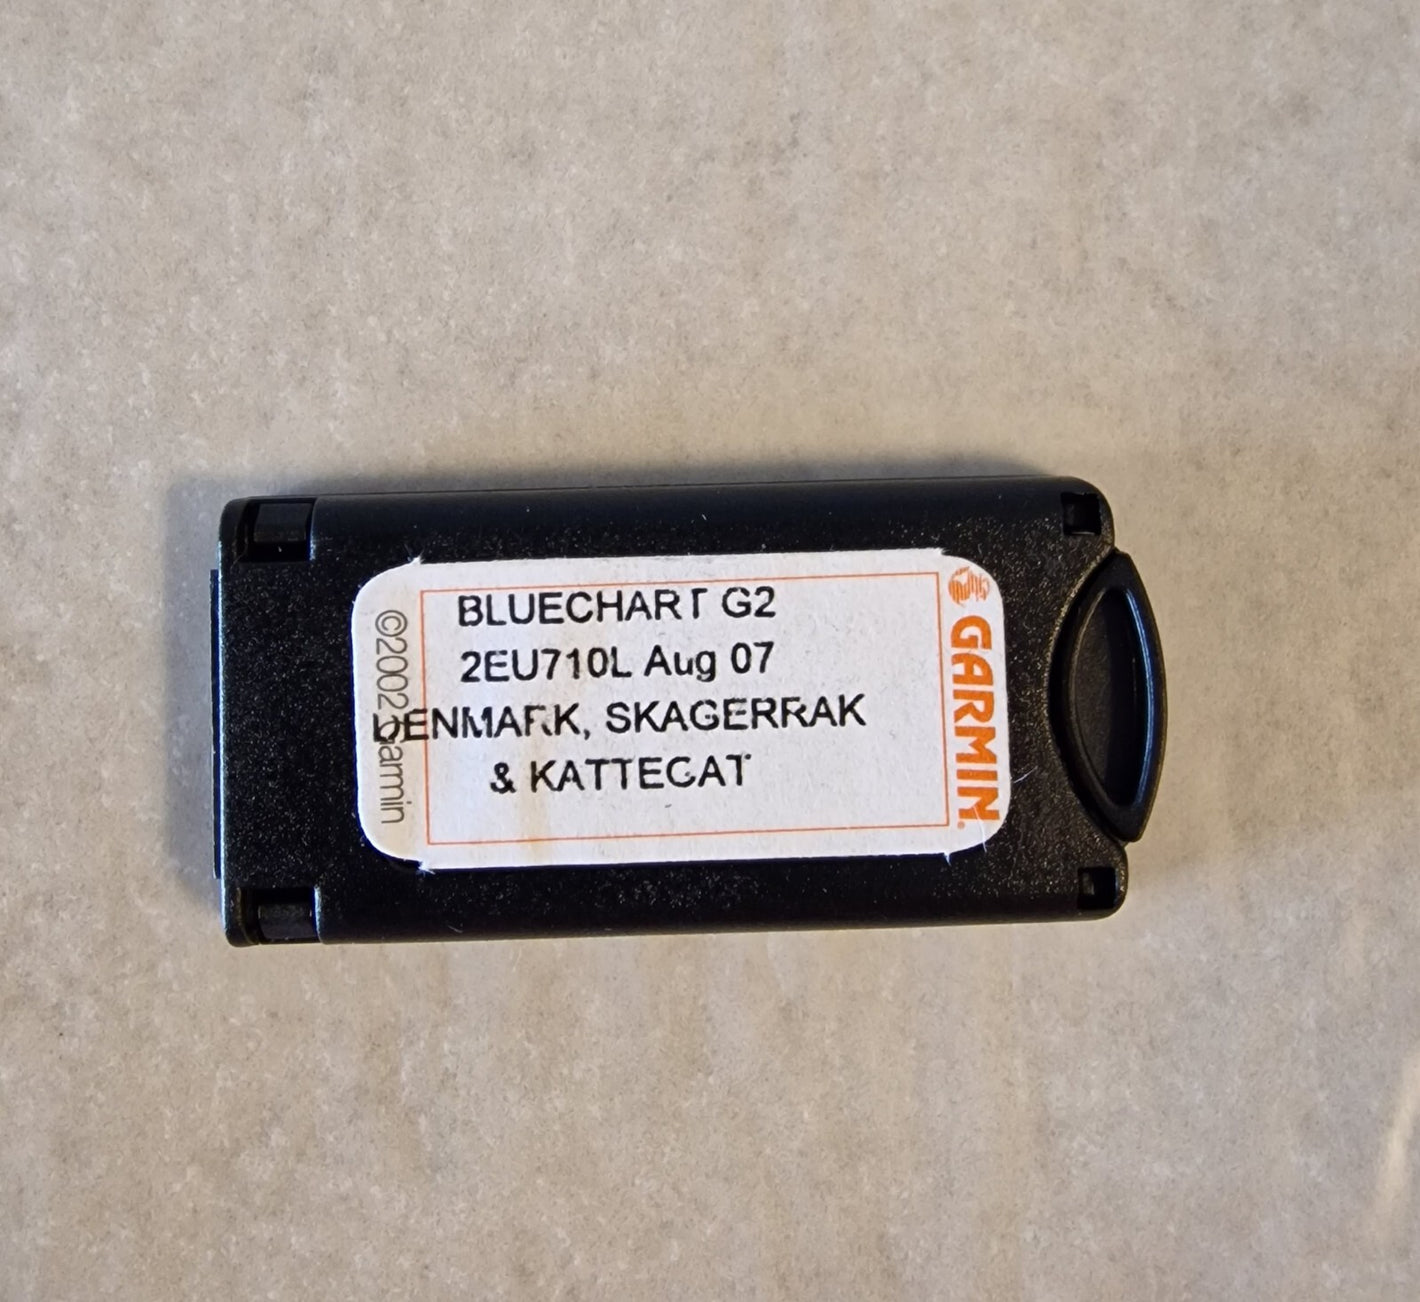 BLUECHART G2
2EU710L Aug 07
DENMARK, SKAGERRAK
& KATTEGAT
©2002 Garmin
GARMIN.